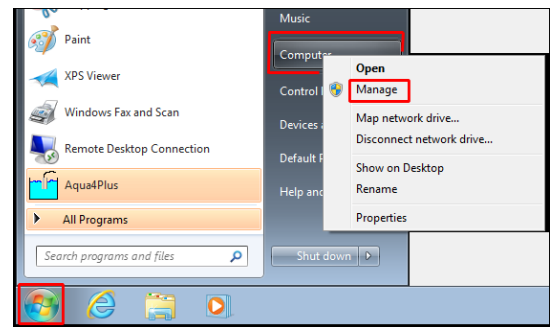 Paint
XPS Viewer
Windows Fax and Scan
Remote Desktop Connection
Aqua4Plus
All Programs
Search programs and files
Music
Computer
Control
Devices
Default
Help and
Shut down
Open
Manage
Map network drive...
Disconnect network drive...
Show on Desktop
Rename
Properties